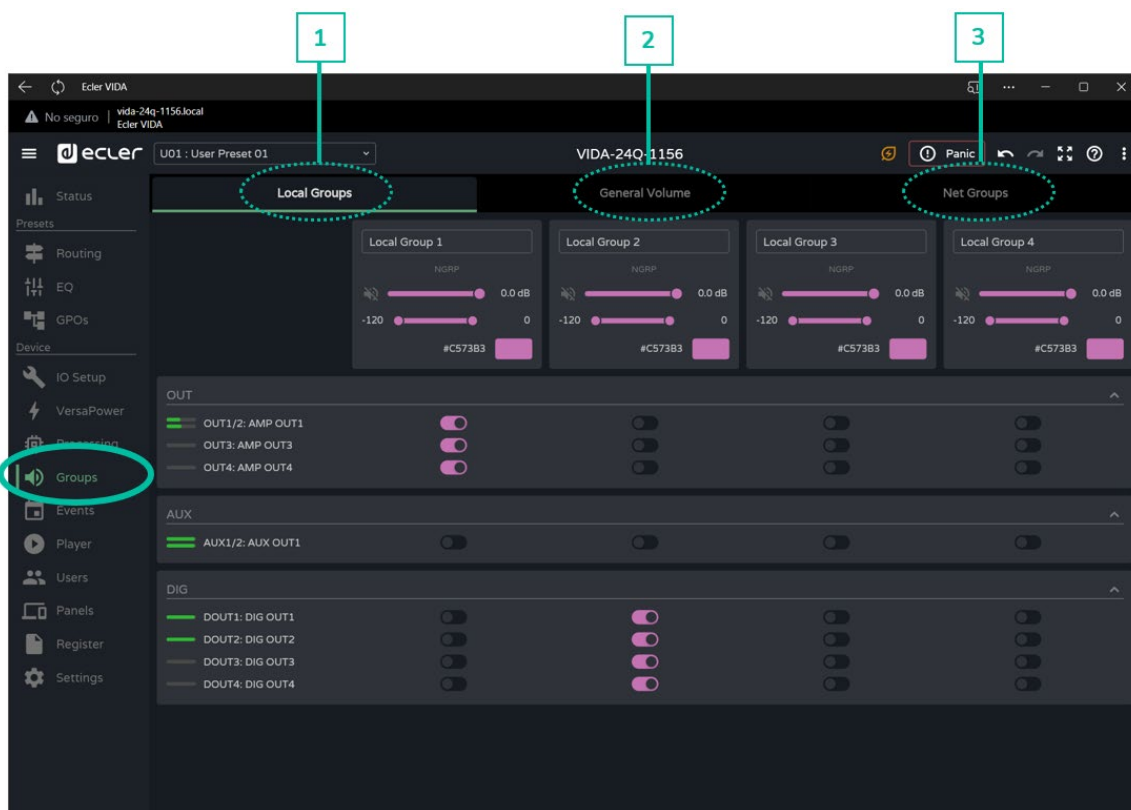 1 2 3
Ecler VIDA
No seguro vida-24q-1156.local
Ecler VIDA
ecler U01 : User Preset 01 VIDA-24Q-1156 Panic
Local Groups General Volume Net Groups
Status
Presets
Routing
EQ
GPOs
Device
IO Setup
VersaPower
Processing
Groups
Events
Player
Users
Panels
Register
Settings
Local Group 1 Local Group 2 Local Group 3 Local Group 4
NGRP NGRP NGRP NGRP
0.0 dB 0.0 dB 0.0 dB 0.0 dB
-120 0 -120 0 -120 0 -120 0
#C573B3 #C573B3 #C573B3 #C573B3
OUT
OUT1/2: AMP OUT1
OUT3: AMP OUT3
OUT4: AMP OUT4
AUX
AUX1/2: AUX OUT1
DIG
DOUT1: DIG OUT1
DOUT2: DIG OUT2
DOUT3: DIG OUT3
DOUT4: DIG OUT4